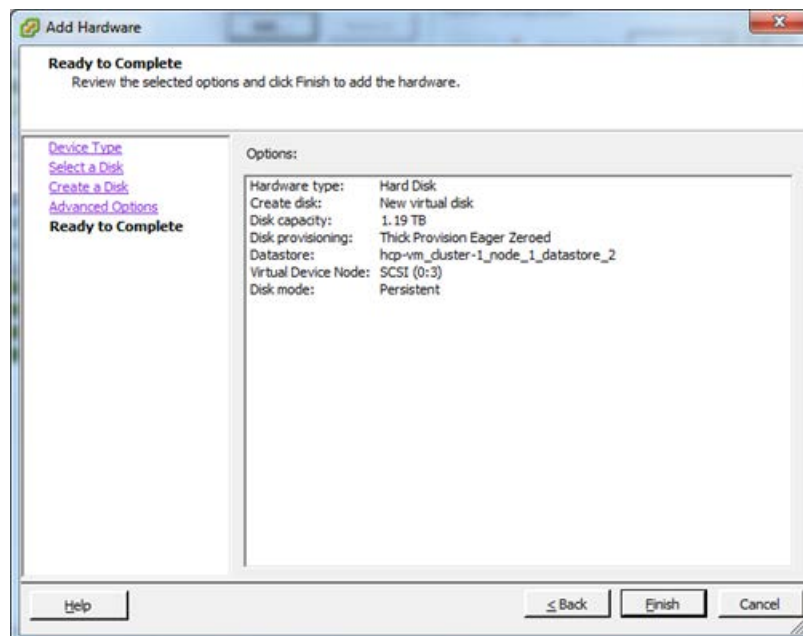 Add Hardware
Ready to Complete
Review the selected options and click Finish to add the hardware.
Device Type
Select a Disk
Create a Disk
Advanced Options
Ready to Complete
Options:
Hardware type: Hard Disk
Create disk: New virtual disk
Disk capacity: 1.19 TB
Disk provisioning: Thick Provision Eager Zeroed
Datastore: hcp-vm_cluster-1_node_1_datastore_2
Virtual Device Node: SCSI (0:3)
Disk mode: Persistent
Help
< Back
Finish
Cancel